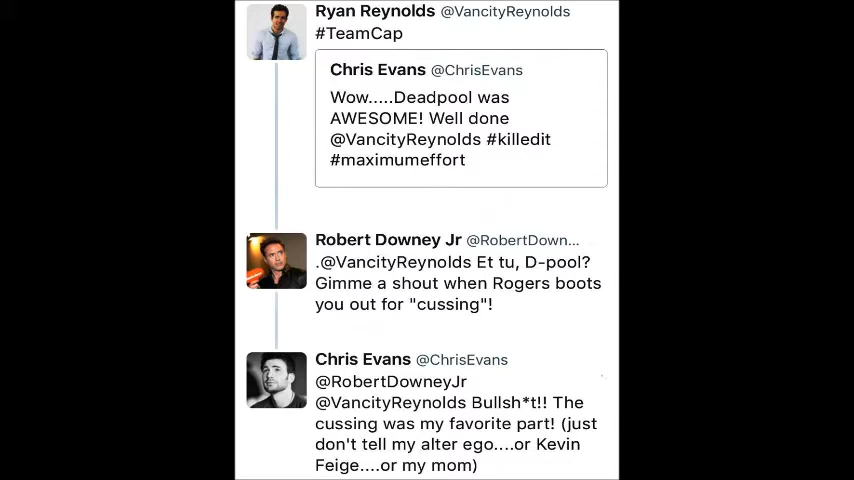 Ryan Reynolds @VancityReynolds
#TeamCap
Chris Evans @ChrisEvans
Wow.....Deadpool was
AWESOME! Well done
@VancityReynolds #killedit
#maximumeffort
Robert Downey Jr @RobertDown...
.@VancityReynolds Et tu, D-pool?
Gimme a shout when Rogers boots
you out for "cussing"!
Chris Evans @ChrisEvans
@RobertDowneyJr
@VancityReynolds Bullsh*t!! The
cussing was my favorite part! (just
don't tell my alter ego....or Kevin
Feige....or my mom)